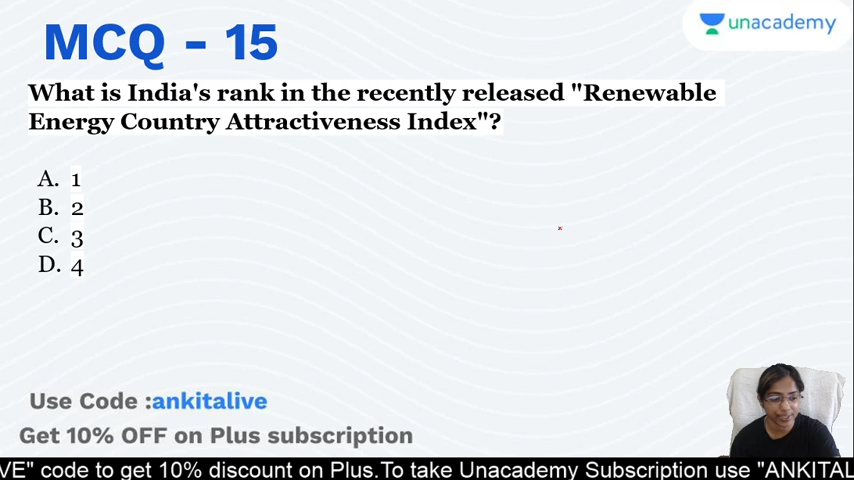 MCQ - 15
unacademy
What is India's rank in the recently released "Renewable
Energy Country Attractiveness Index"?
A. 1
B. 2
C. 3
D. 4
Use Code :ankitalive
Get 10% OFF on Plus subscription
VE" code to get 10% discount on Plus.To take Unacademy Subscription use "ANKITAL